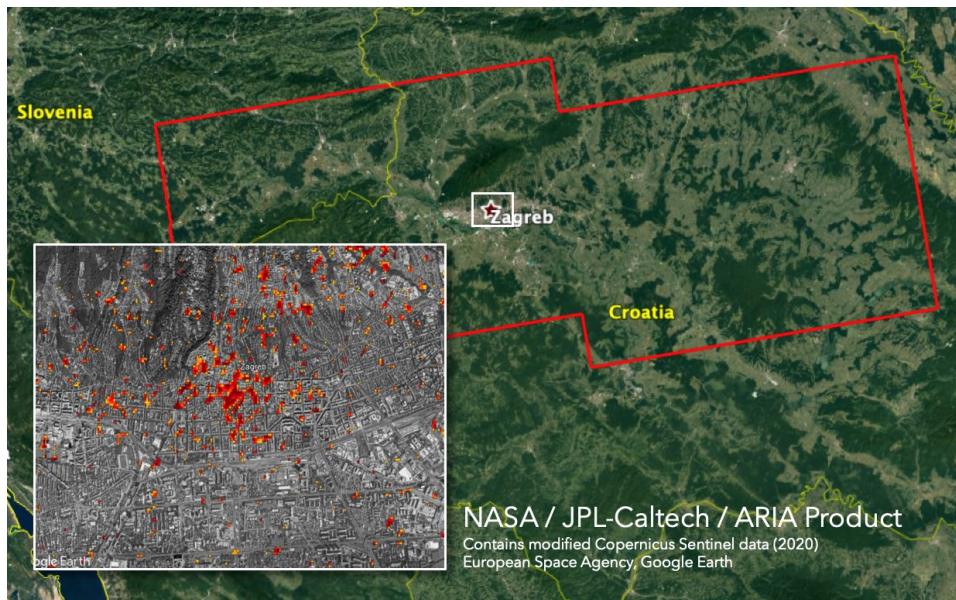 Slovenia
Zagreb
Croatia
Zagreb
NASA / JPL-Caltech / ARIA Product
Contains modified Copernicus Sentinel data (2020)
European Space Agency, Google Earth
ogle Earth